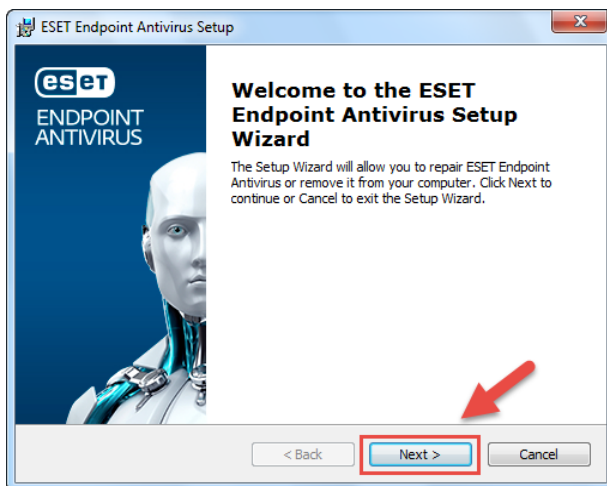 ESET Endpoint Antivirus Setup
eset
ENDPOINT
ANTIVIRUS
Welcome to the ESET
Endpoint Antivirus Setup
Wizard
The Setup Wizard will allow you to repair ESET Endpoint
Antivirus or remove it from your computer. Click Next to
continue or Cancel to exit the Setup Wizard.
< Back
Next >
Cancel